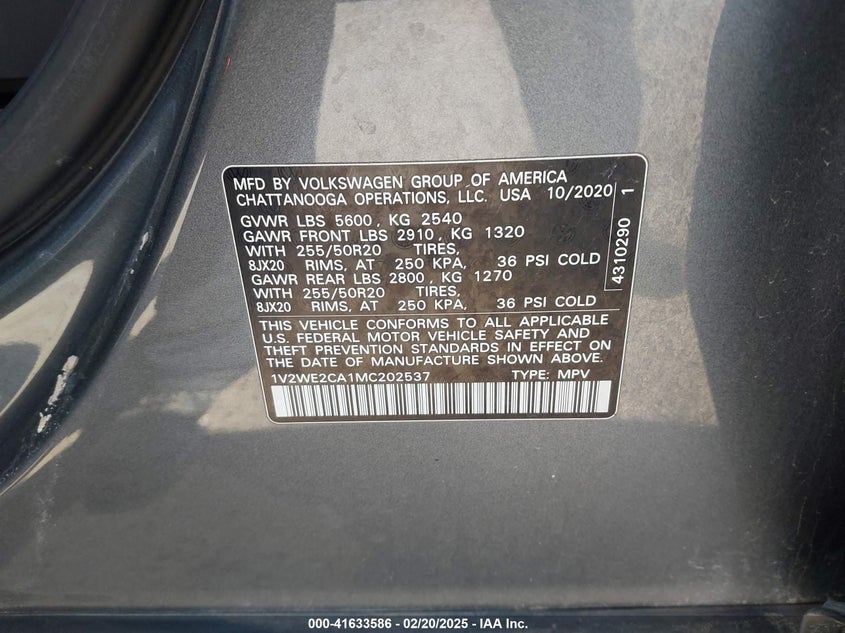 MFD BY VOLKSWAGEN GROUP OF AMERICA
CHATTANOOGA OPERATIONS, LLC. USA 10/2020
GVWR LBS 5600, KG 2540
GAWR FRONT LBS 2910, KG 1320
WITH 255/50R20 TIRES,
8JX20 RIMS, AT 250 KPA, 36 PSI COLD
GAWR REAR LBS 2800, KG 1270
WITH 255/50R20 TIRES,
8JX20 RIMS, AT 250 KPA, 36 PSI COLD
THIS VEHICLE CONFORMS TO ALL APPLICABLE
U.S. FEDERAL MOTOR VEHICLE SAFETY AND
THEFT PREVENTION STANDARDS IN EFFECT ON
THE DATE OF MANUFACTURE SHOWN ABOVE.
1V2WE2CA1MC202537 TYPE: MPV
4310290 1
000-41633586 - 02/20/2025 - © IAA Inc.